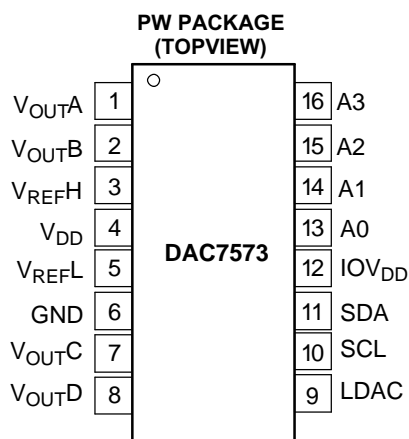 PW PACKAGE
(TOPVIEW)
VOUTA 1 16 A3
VOUTB 2 15 A2
VREFH 3 14 A1
VDD 4 DAC7573 13 A0
VREFL 5 12 IOVDD
GND 6 11 SDA
VOUTC 7 10 SCL
VOUTD 8 9 LDAC